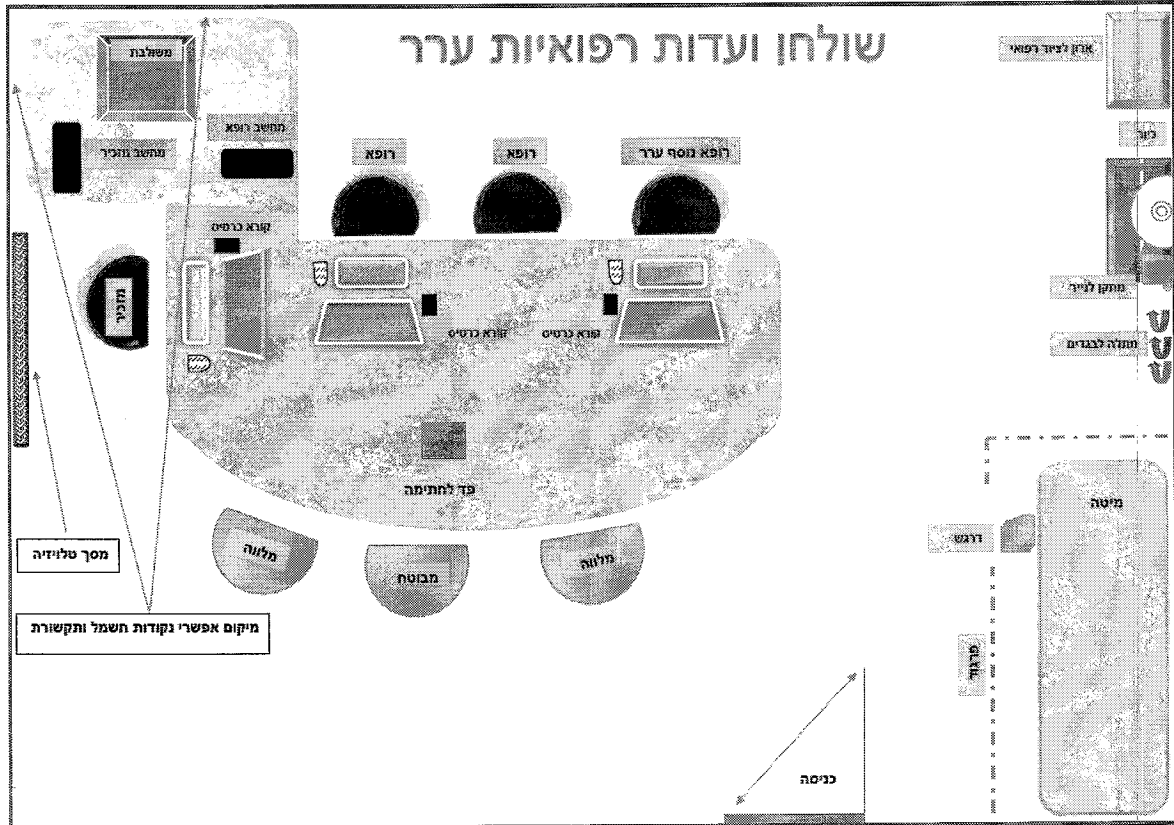 שולחן ועדות רפואיות ערר
ארון לציוד רפואי
משולבת
מחשב רופא
מחשב מזכיר
כיור
רופא נוסף ערר
רופא
רופא
קורא כרטיס
מזכיר
מתקן לנייר
קורא כרטיס
קורא כרטיס
מתלה לבגדים
פד לחתימה
מיטה
דרגש
מלווה
מבוטח
מלווה
מסך טלויזיה
מיקום אפשרי נקודות חשמל ותקשורת
פרגוד
כניסה